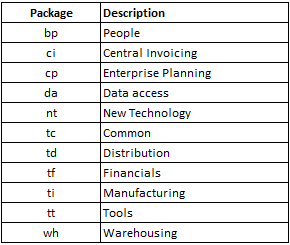 Package Description
bp People
ci Central Invoicing
cp Enterprise Planning
da Data access
nt New Technology
tc Common
td Distribution
tf Financials
ti Manufacturing
tt Tools
wh Warehousing